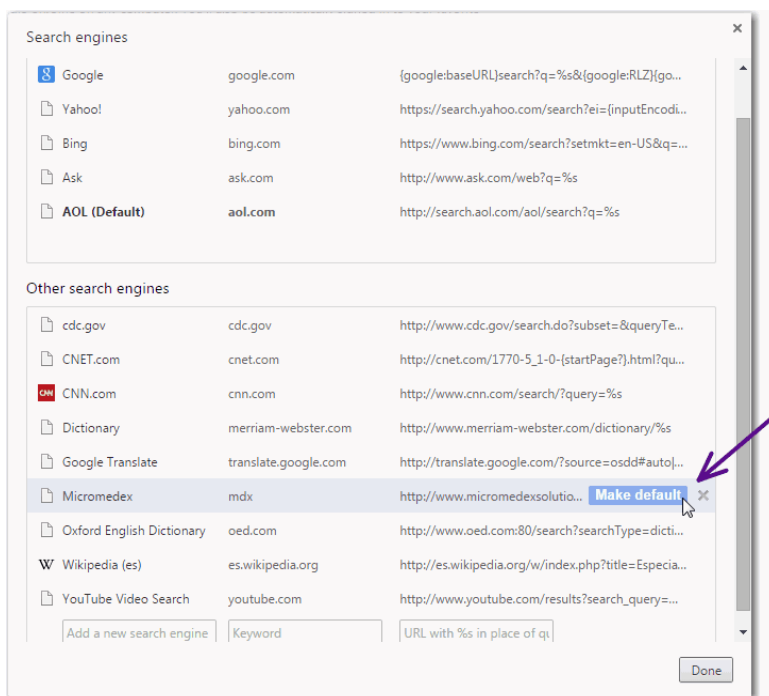 Search engines
Google google.com {google:baseURL}search?q=%s&{google:RLZ}{go...
Yahoo! yahoo.com https://search.yahoo.com/search?ei={inputEncodi...
Bing bing.com https://www.bing.com/search?setmkt=en-US&q=...
Ask ask.com http://www.ask.com/web?q=%s
AOL (Default) aol.com http://search.aol.com/aol/search?q=%s
Other search engines
cdc.gov cdc.gov http://www.cdc.gov/search.do?subset=&queryTe...
CNET.com cnet.com http://cnet.com/1770-5_1-0-{startPage?}.html?qu...
CNN CNN.com cnn.com http://www.cnn.com/search/?query=%s
Dictionary merriam-webster.com http://www.merriam-webster.com/dictionary/%s
Google Translate translate.google.com http://translate.google.com/?source=osdd#auto|...
Micromedex mdx http://www.micromedexsolutio... Make default
Oxford English Dictionary oed.com http://www.oed.com:80/search?searchType=dicti...
W Wikipedia (es) es.wikipedia.org http://es.wikipedia.org/w/index.php?title=Especia...
YouTube Video Search youtube.com http://www.youtube.com/results?search_query=...
Add a new search engine Keyword URL with %s in place of qu
Done